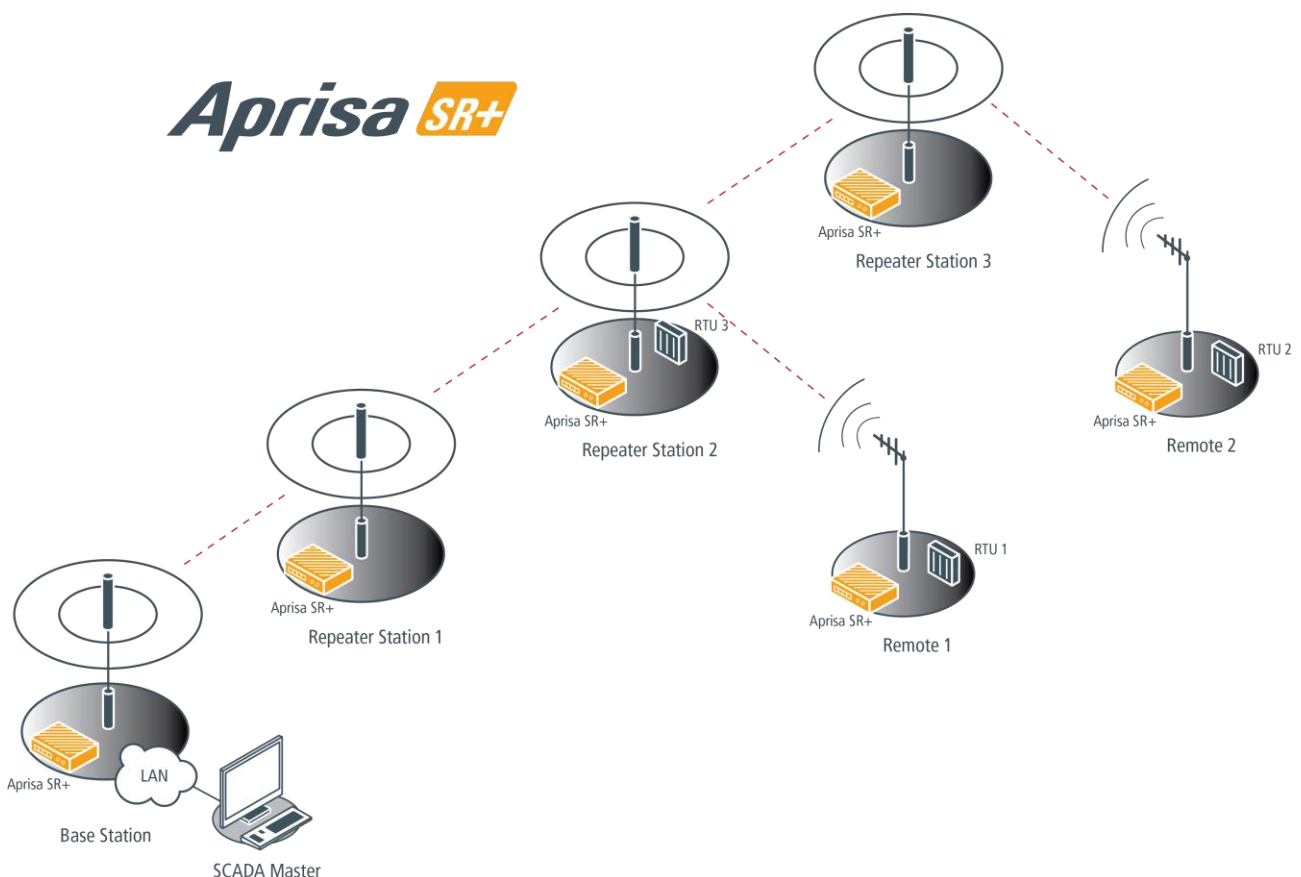 Aprisa SR+
Aprisa SR+
Repeater Station 3
RTU 3
Aprisa SR+
Repeater Station 2
RTU 2
Aprisa SR+
Remote 2
Aprisa SR+
Repeater Station 1
RTU 1
Aprisa SR+
Remote 1
LAN
Aprisa SR+
Base Station
SCADA Master